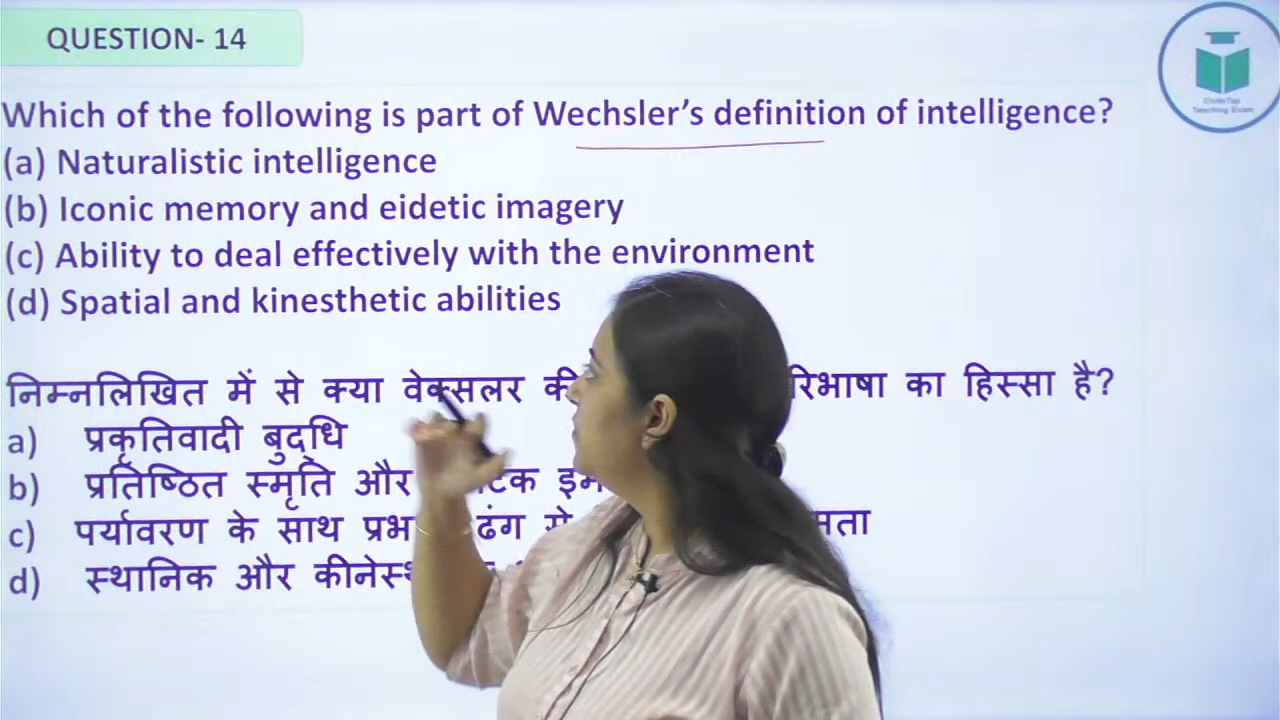 QUESTION- 14
Which of the following is part of Wechsler's definition of intelligence?
(a) Naturalistic intelligence
(b) Iconic memory and eidetic imagery
(c) Ability to deal effectively with the environment
(d) Spatial and kinesthetic abilities
निम्नलिखित में से क्या वेक्सलर की का हिस्सा है?
a) प्रकृतिवादी बुद्धि
b) प्रतिष्ठित स्मृति और
c) पर्यावरण के साथ ढंग
d) स्थानिक और
Teaching Exam